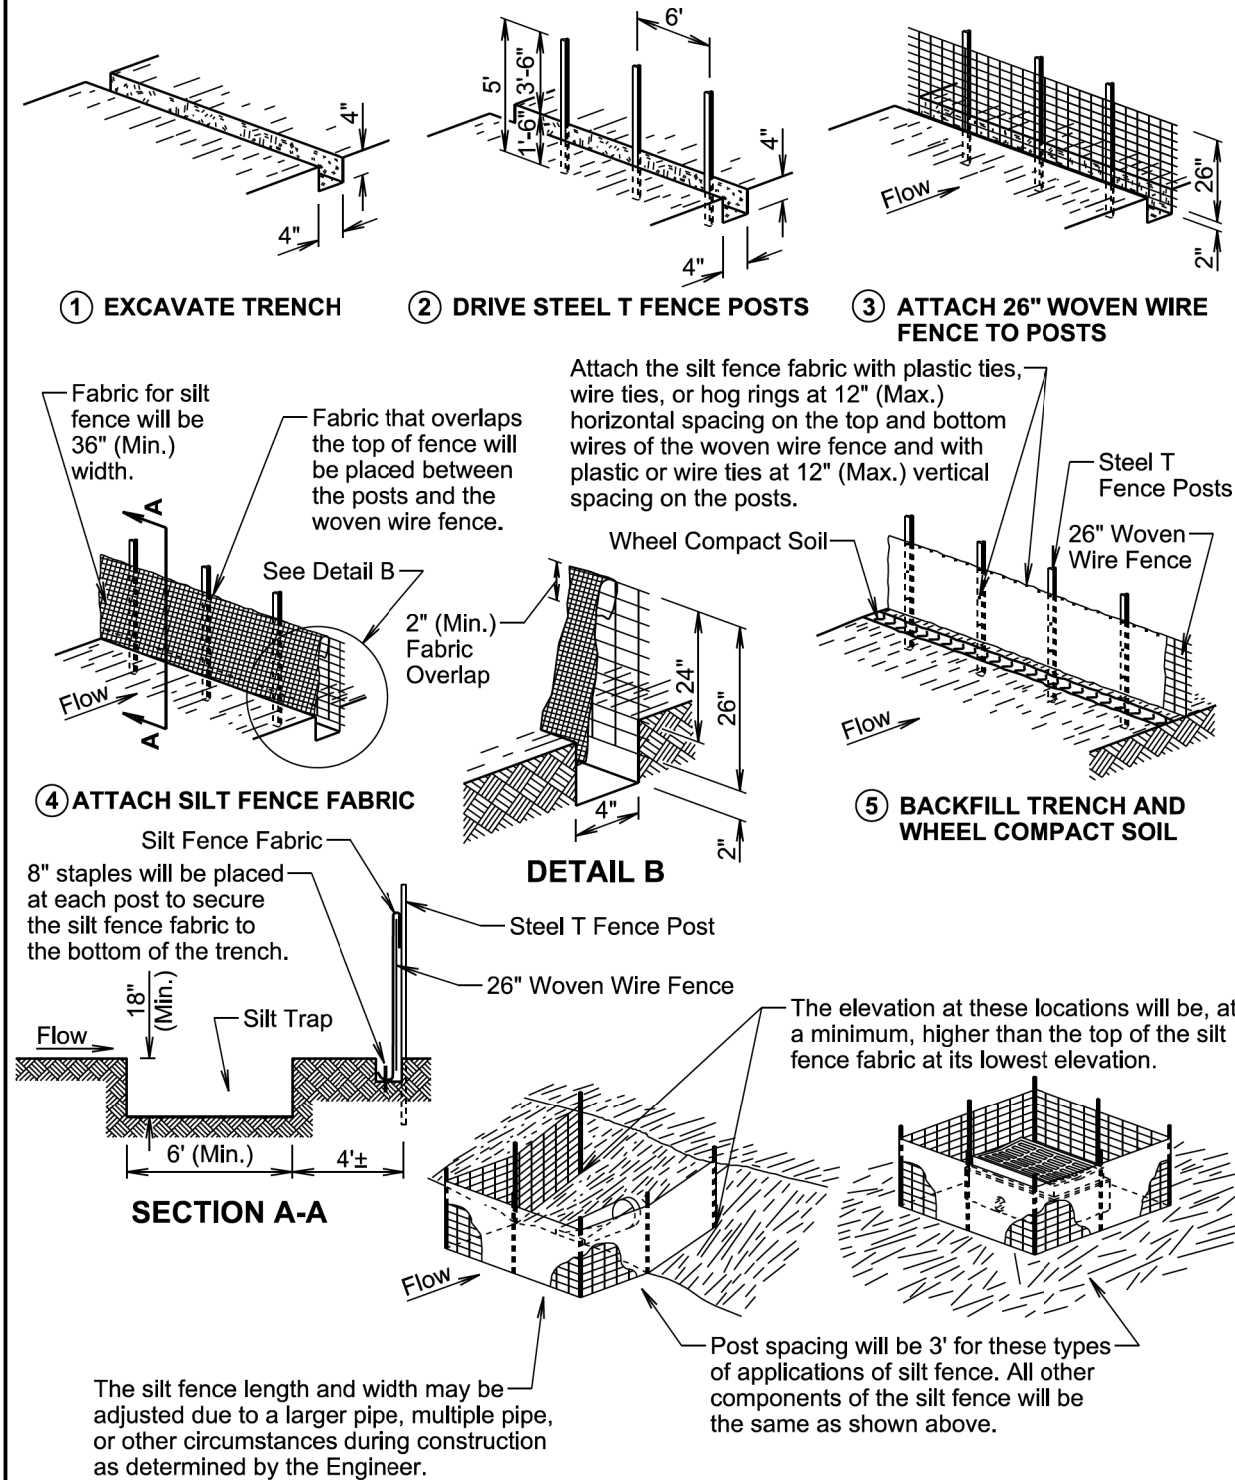 4"
4"
① EXCAVATE TRENCH
6'
5'
3'-6"
1'-6"
4"
4"
② DRIVE STEEL T FENCE POSTS
Flow
26"
2"
③ ATTACH 26" WOVEN WIRE
FENCE TO POSTS
Fabric for silt
fence will be
36" (Min.)
width.
Fabric that overlaps
the top of fence will
be placed between
the posts and the
woven wire fence.
A
See Detail B
Flow
A
④ ATTACH SILT FENCE FABRIC
2" (Min.)
Fabric
Overlap
24"
26"
4"
2"
DETAIL B
Attach the silt fence fabric with plastic ties,
wire ties, or hog rings at 12" (Max.)
horizontal spacing on the top and bottom
wires of the woven wire fence and with
plastic or wire ties at 12" (Max.) vertical
spacing on the posts.
Steel T
Fence Posts
Wheel Compact Soil
26" Woven
Wire Fence
Flow
⑤ BACKFILL TRENCH AND
WHEEL COMPACT SOIL
Silt Fence Fabric
8" staples will be placed
at each post to secure
the silt fence fabric to
the bottom of the trench.
Steel T Fence Post
26" Woven Wire Fence
18"
(Min.)
Silt Trap
Flow
6' (Min.)
4'±
SECTION A-A
The elevation at these locations will be, at
a minimum, higher than the top of the silt
fence fabric at its lowest elevation.
Flow
Post spacing will be 3' for these types
of applications of silt fence. All other
components of the silt fence will be
the same as shown above.
The silt fence length and width may be
adjusted due to a larger pipe, multiple pipe,
or other circumstances during construction
as determined by the Engineer.